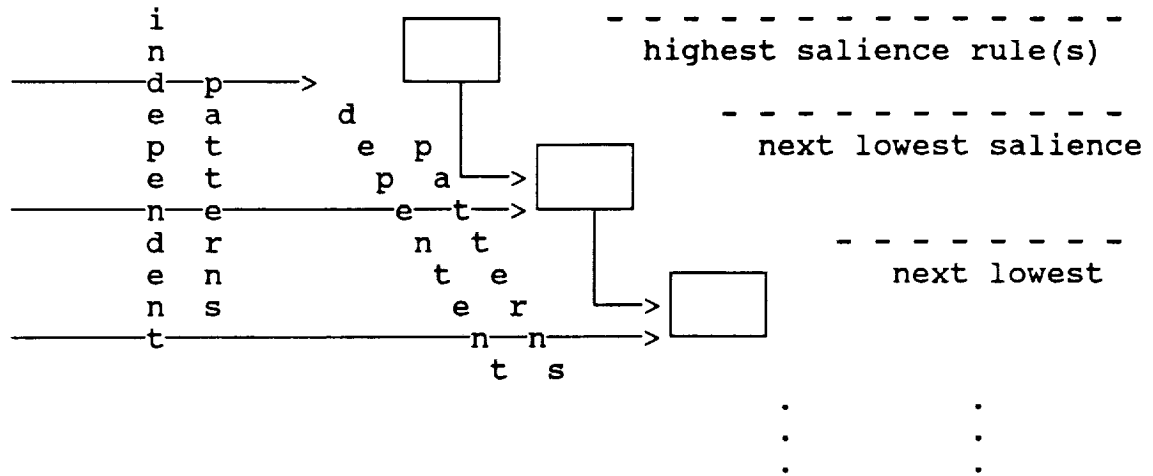 independent
patterns
dependent
patterns
highest salience rule(s)
next lowest salience
next lowest